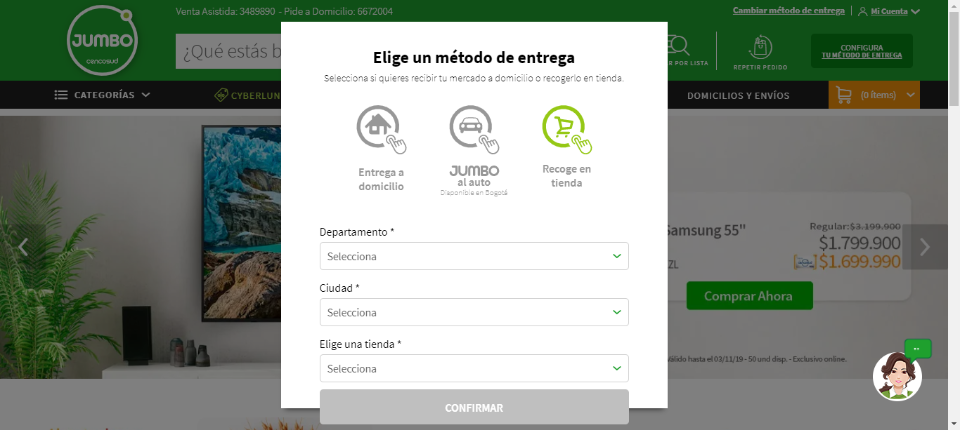 Venta Asistida: 3489890 - Pide a Domicilio: 6672004
Cambiar método de entrega
Mi Cuenta
JUMBO
cencosud
¿Qué estás b
R POR LISTA
REPETIR PEDIDO
CONFIGURA
TU MÉTODO DE ENTREGA
CATEGORÍAS
CYBERLUN
DOMICILIOS Y ENVÍOS
(0 ítems)
Elige un método de entrega
Selecciona si quieres recibir tu mercado a domicilio o recogerlo en tienda.
Entrega a
domicilio
JUMBO
al auto
Disponible en Bogotá
Recoge en
tienda
Departamento *
Selecciona
Ciudad *
Selecciona
Elige una tienda *
Selecciona
CONFIRMAR
Samsung 55"
ZL
Regular: $3.199.900
$1.799.900
$1.699.990
Comprar Ahora
álido hasta el 03/11/19 - 50 und disp. - Exclusivo online.